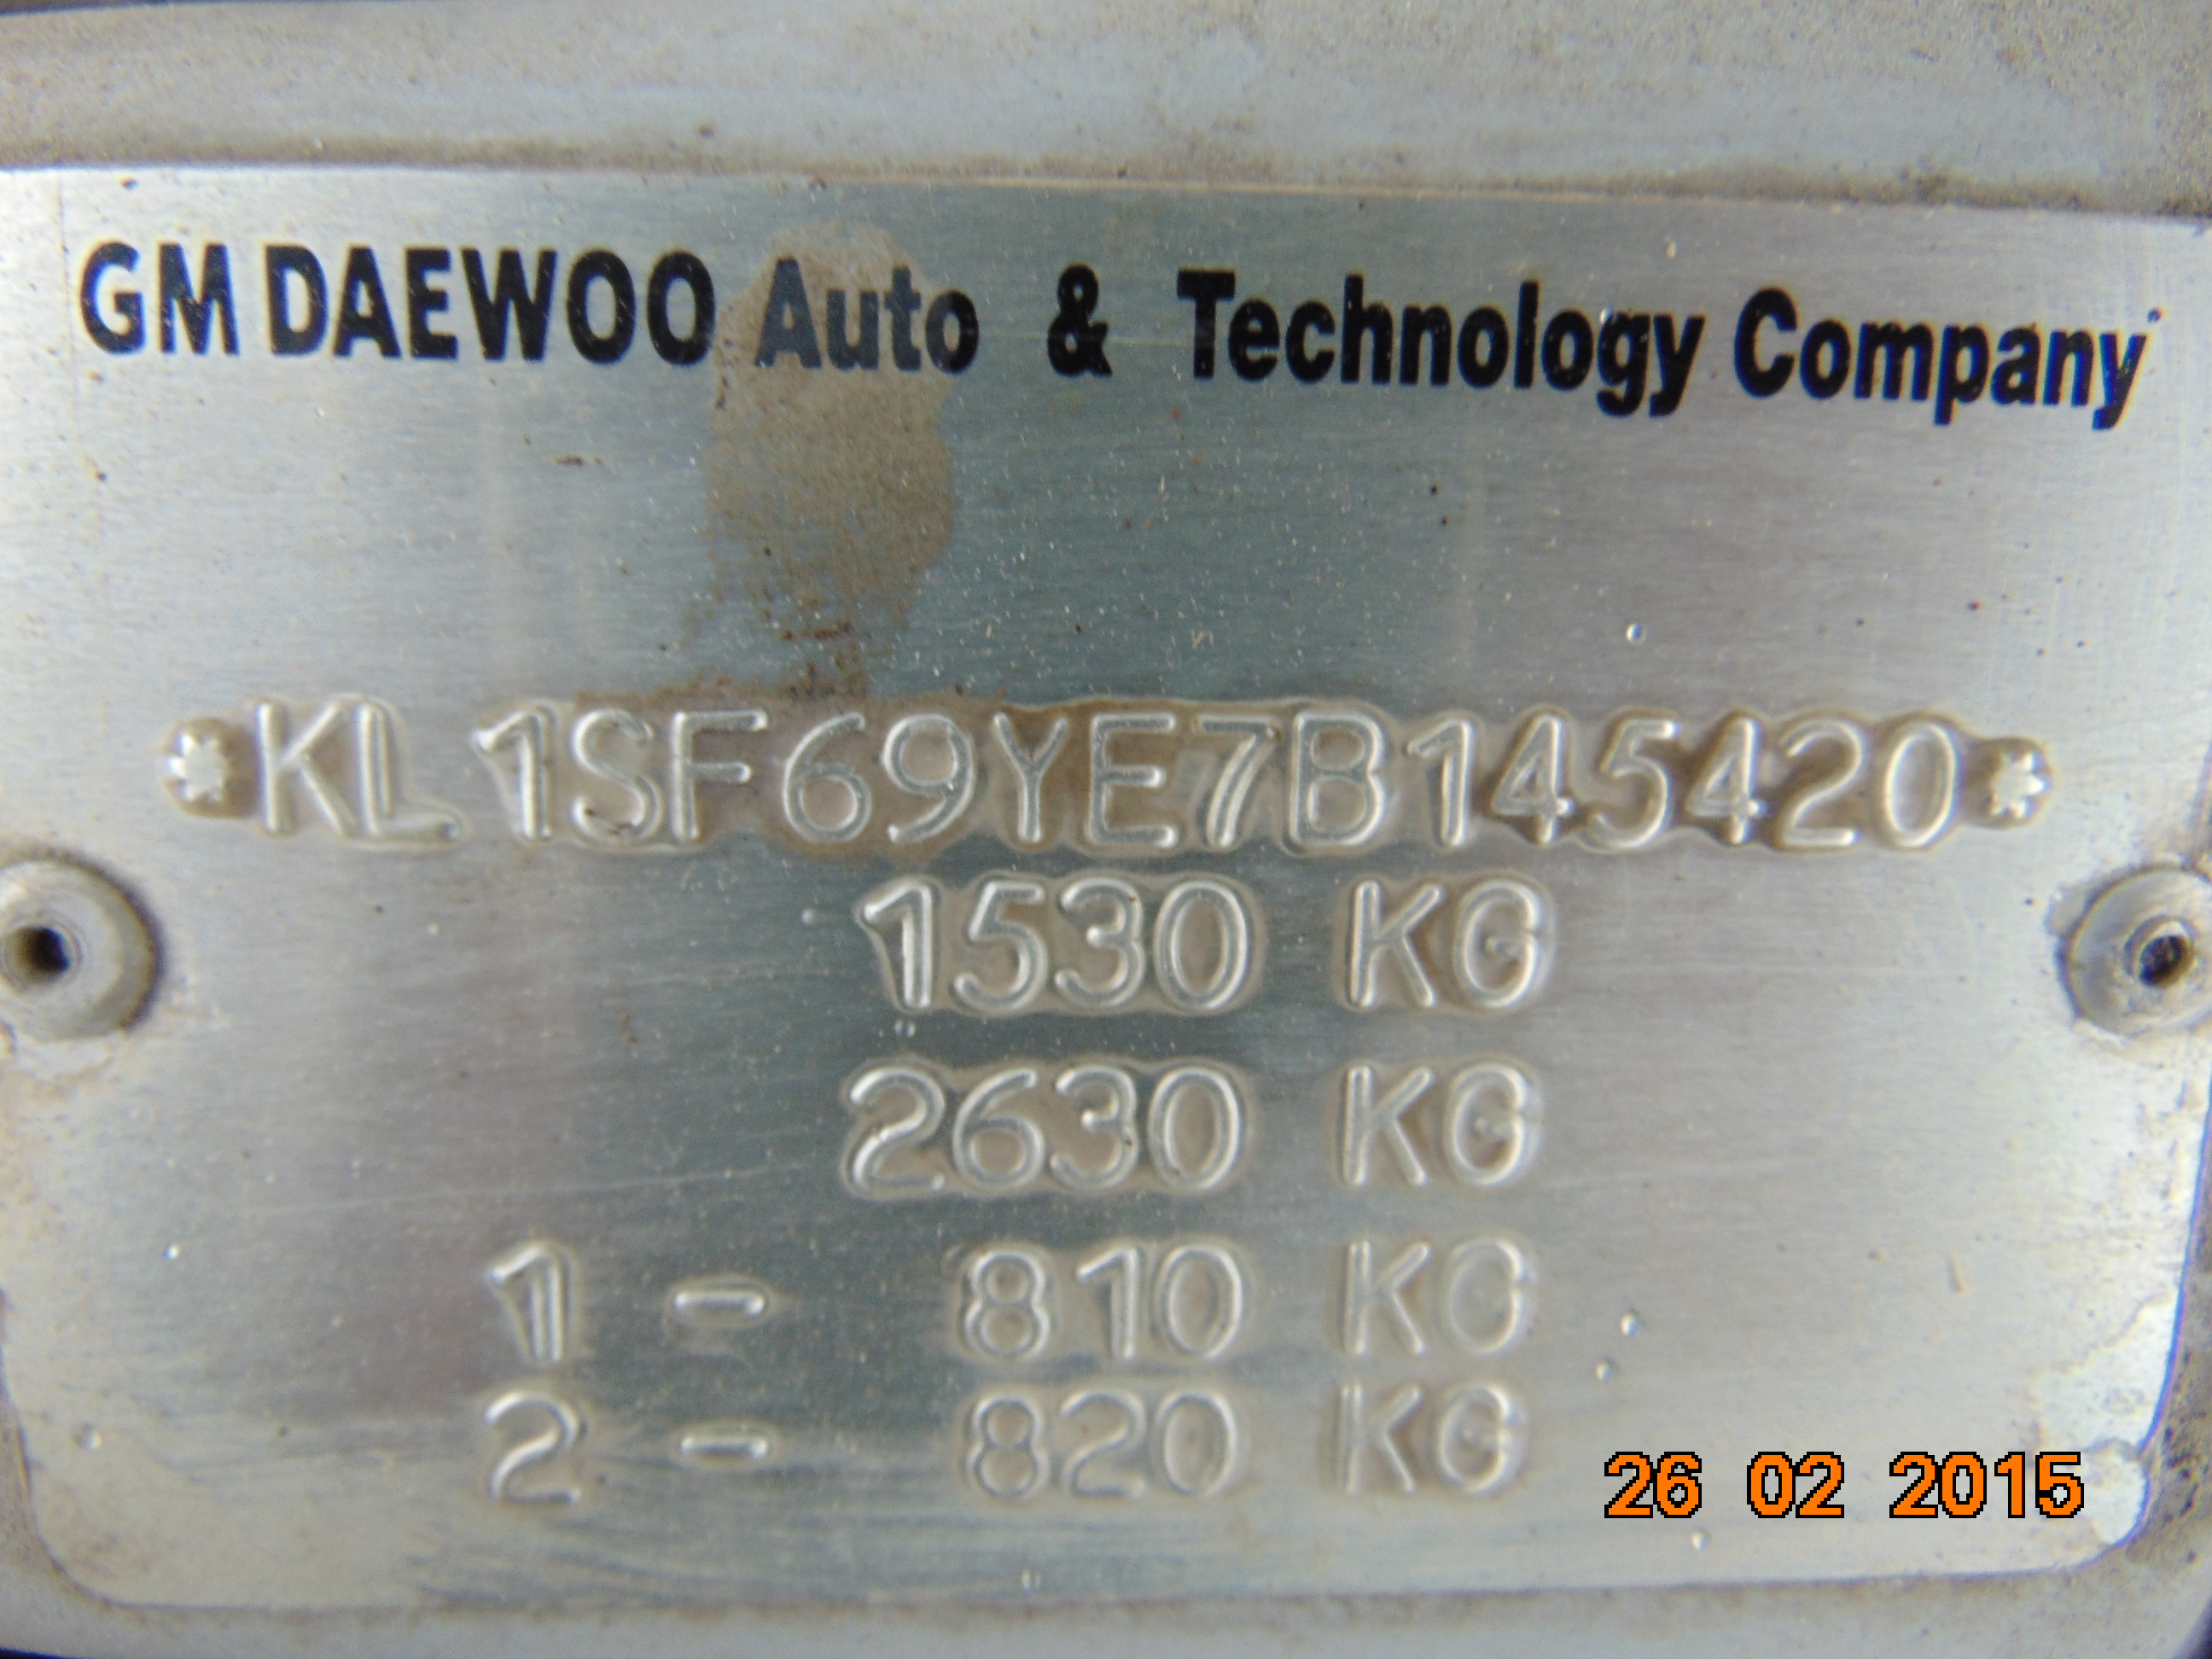 GM DAEWOO Auto & Technology Company
*KL1SF69YE7B145420*
1530 KG
2630 KG
1 - 810 KG
2 - 820 KG
26 02 2015